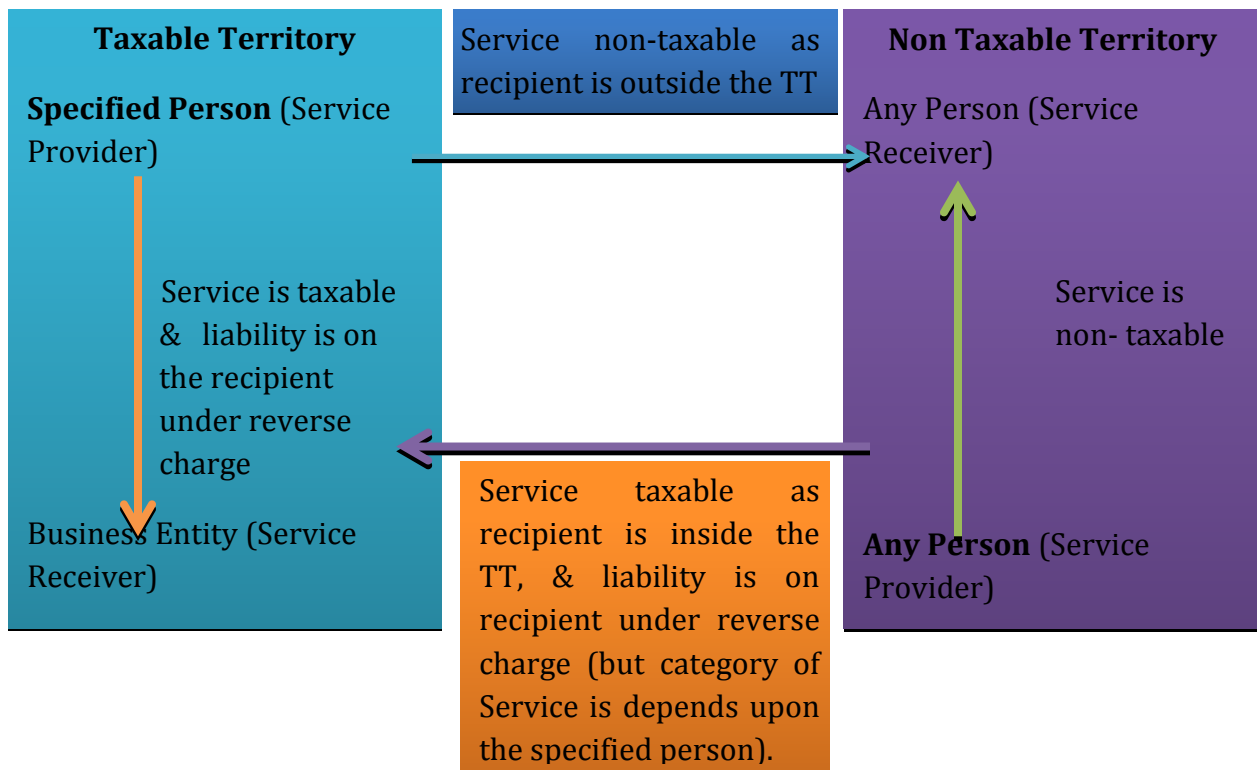 Taxable Territory
Specified Person (Service
Provider)
Service is taxable
& liability is on
the recipient
under reverse
charge
Business Entity (Service
Receiver)
Service non-taxable as
recipient is outside the TT
Service taxable as
recipient is inside the
TT, & liability is on
recipient under reverse
charge (but category of
Service is depends upon
the specified person).
Non Taxable Territory
Any Person (Service
Receiver)
Service is
non- taxable
Any Person (Service
Provider)